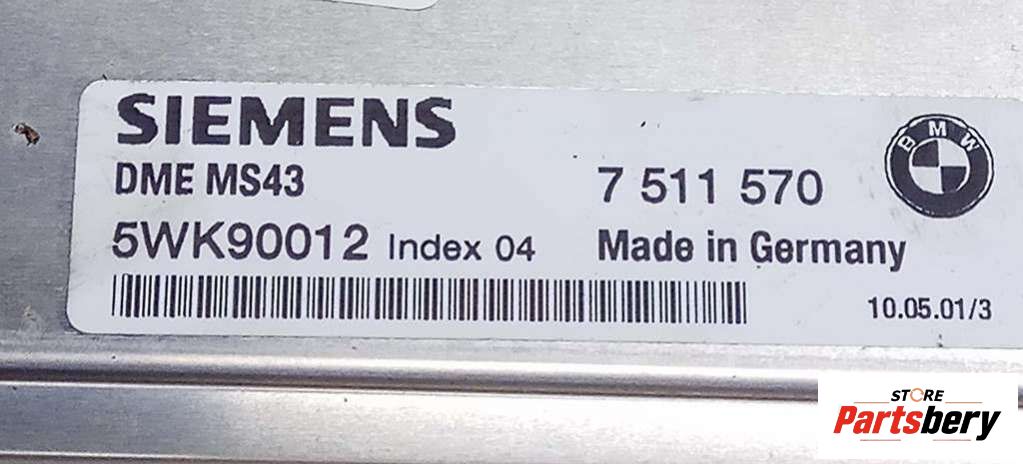 SIEMENS
DME MS43
7 511 570
BMW
5WK90012 Index 04
Made in Germany
10.05.01/3
STORE
Partsbery